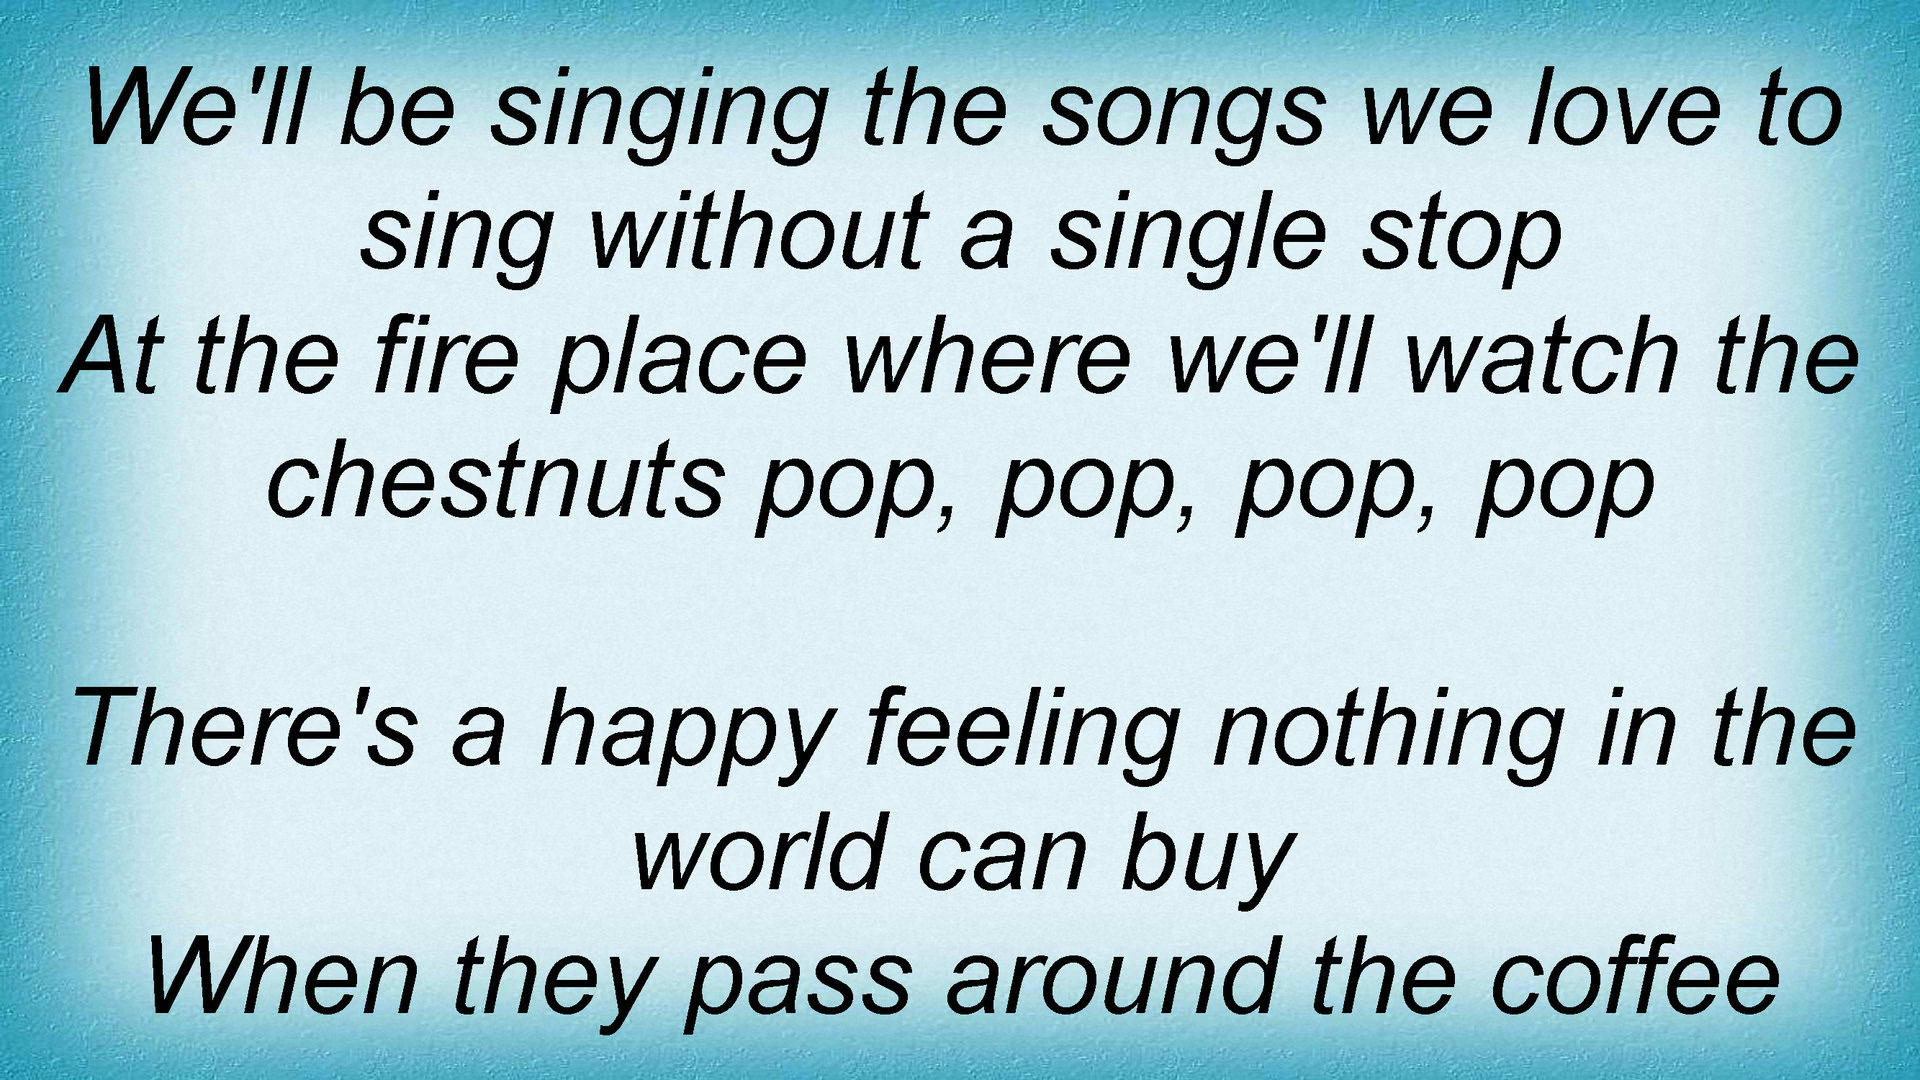 We'll be singing the songs we love to
sing without a single stop
At the fire place where we'll watch the
chestnuts pop, pop, pop, pop
There's a happy feeling nothing in the
world can buy
When they pass around the coffee